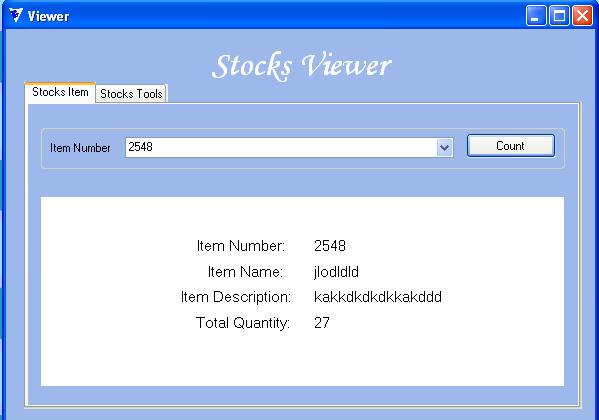 Viewer
Stocks Viewer
Stocks Item Stocks Tools
Item Number 2548 Count
Item Number: 2548
Item Name: jlodldld
Item Description: kakkdkdkdkkakddd
Total Quantity: 27